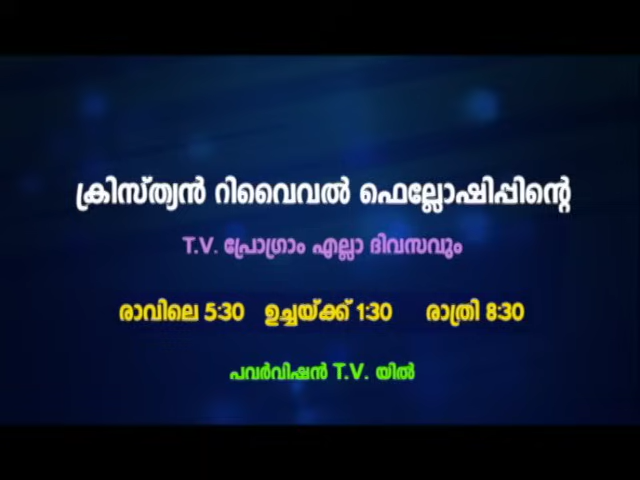 ക്രിസ്ത്യൻ റിവൈവൽ ഫെല്ലോഷിപ്പിന്റെ
T.V. പ്രോഗ്രാം എല്ലാ ദിവസവും
രാവിലെ 5:30 ഉച്ചയ്ക്ക് 1:30 രാത്രി 8:30
പവർവിഷൻ T.V. യിൽ